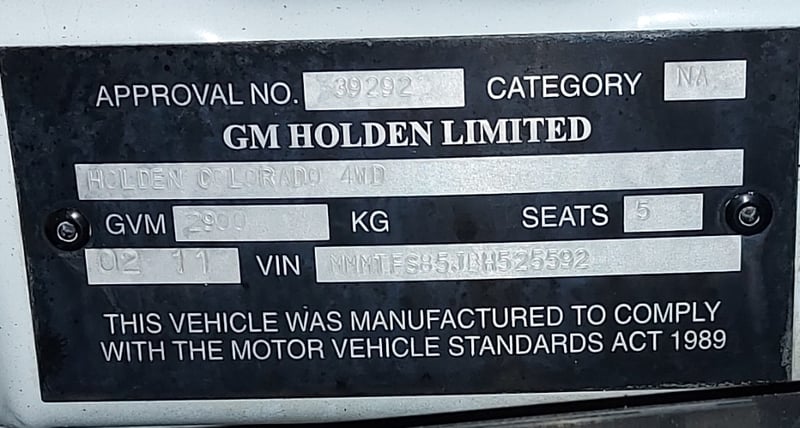 APPROVAL NO. 39292 CATEGORY NA
GM HOLDEN LIMITED
HOLDEN COLORADO 4WD
GVM 2900 KG SEATS 5
02 11 VIN
THIS VEHICLE WAS MANUFACTURED TO COMPLY
WITH THE MOTOR VEHICLE STANDARDS ACT 1989